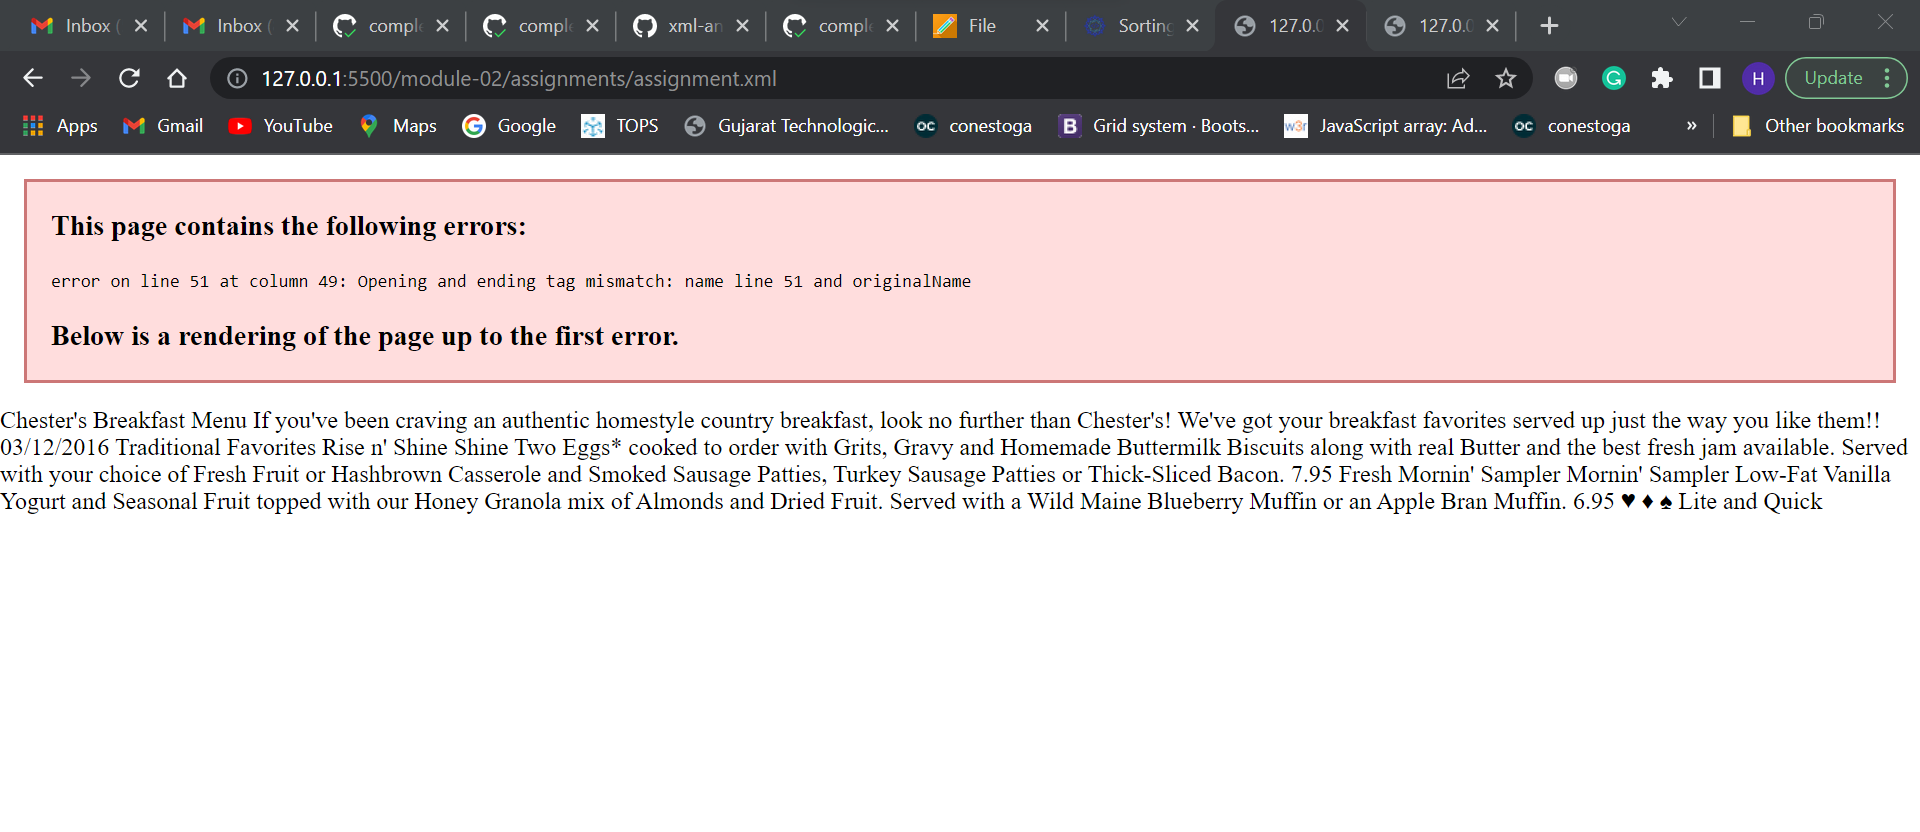 Inbox (
Inbox (
comple
comple
xml-an
comple
File
Sorting
127.0.0
127.0.0
127.0.0.1:5500/module-02/assignments/assignment.xml
H
Update
Apps
Gmail
YouTube
Maps
Google
TOPS
Gujarat Technologic...
conestoga
Grid system · Boots...
JavaScript array: Ad...
conestoga
»
Other bookmarks
This page contains the following errors:
error on line 51 at column 49: Opening and ending tag mismatch: name line 51 and originalName
Below is a rendering of the page up to the first error.
Chester's Breakfast Menu If you've been craving an authentic homestyle country breakfast, look no further than Chester's! We've got your breakfast favorites served up just the way you like them!!
03/12/2016 Traditional Favorites Rise n' Shine Shine Two Eggs* cooked to order with Grits, Gravy and Homemade Buttermilk Biscuits along with real Butter and the best fresh jam available. Served
with your choice of Fresh Fruit or Hashbrown Casserole and Smoked Sausage Patties, Turkey Sausage Patties or Thick-Sliced Bacon. 7.95 Fresh Mornin' Sampler Mornin' Sampler Low-Fat Vanilla
Yogurt and Seasonal Fruit topped with our Honey Granola mix of Almonds and Dried Fruit. Served with a Wild Maine Blueberry Muffin or an Apple Bran Muffin. 6.95 ♥ ♦ ♠ Lite and Quick